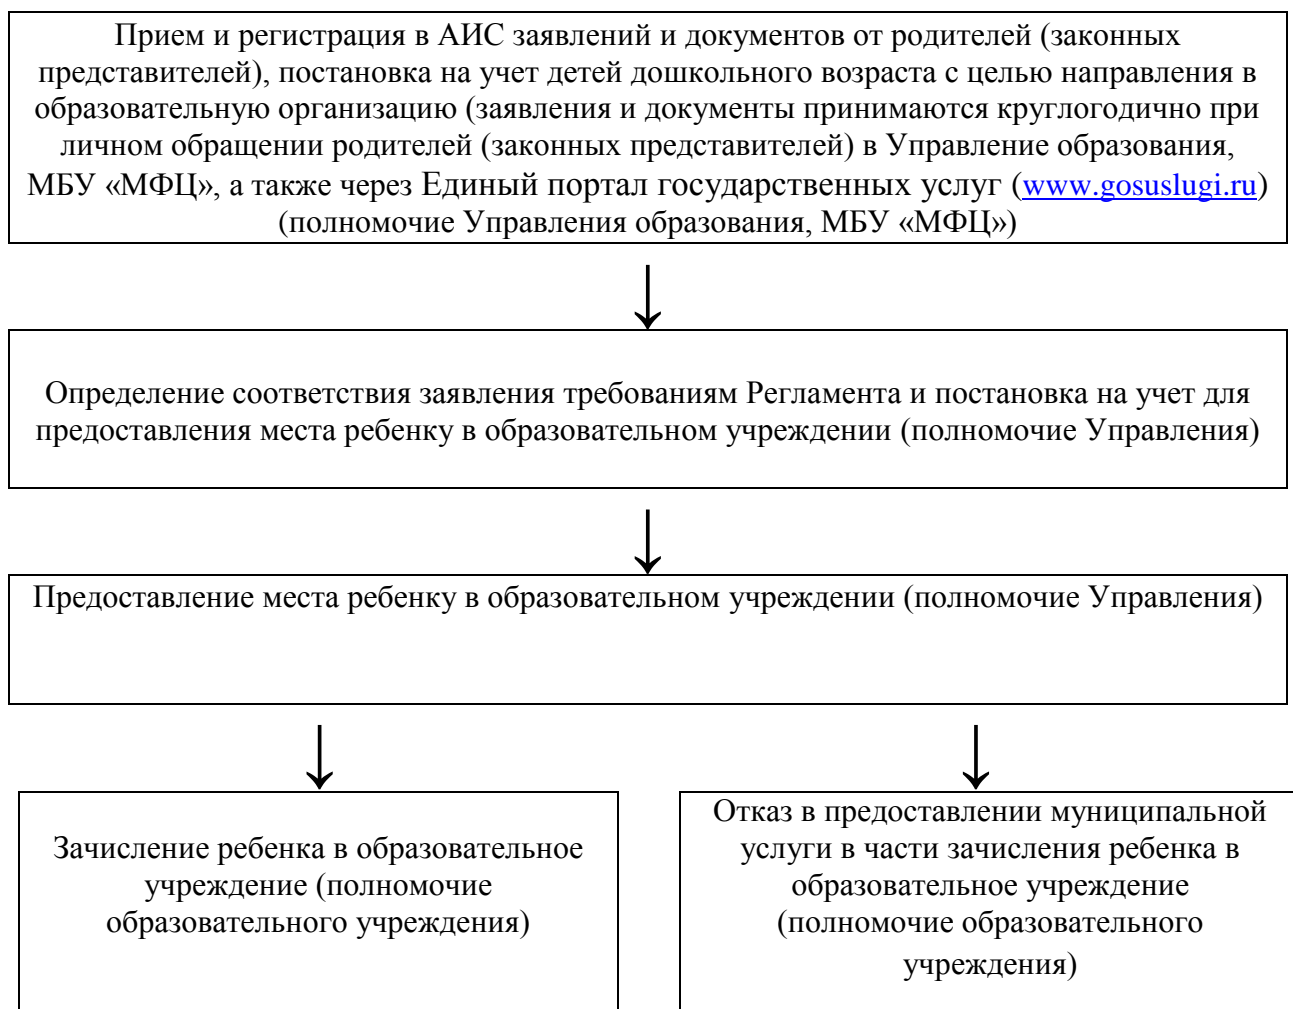 Прием и регистрация в АИС заявлений и документов от родителей (законных
представителей), постановка на учет детей дошкольного возраста с целью направления в
образовательную организацию (заявления и документы принимаются круглогодично при
личном обращении родителей (законных представителей) в Управление образования,
МБУ «МФЦ», а также через Единый портал государственных услуг (www.gosuslugi.ru)
(полномочие Управления образования, МБУ «МФЦ»)
Определение соответствия заявления требованиям Регламента и постановка на учет для
предоставления места ребенку в образовательном учреждении (полномочие Управления)
Предоставление места ребенку в образовательном учреждении (полномочие Управления)
Зачисление ребенка в образовательное
учреждение (полномочие
образовательного учреждения)
Отказ в предоставлении муниципальной
услуги в части зачисления ребенка в
образовательное учреждение
(полномочие образовательного
учреждения)